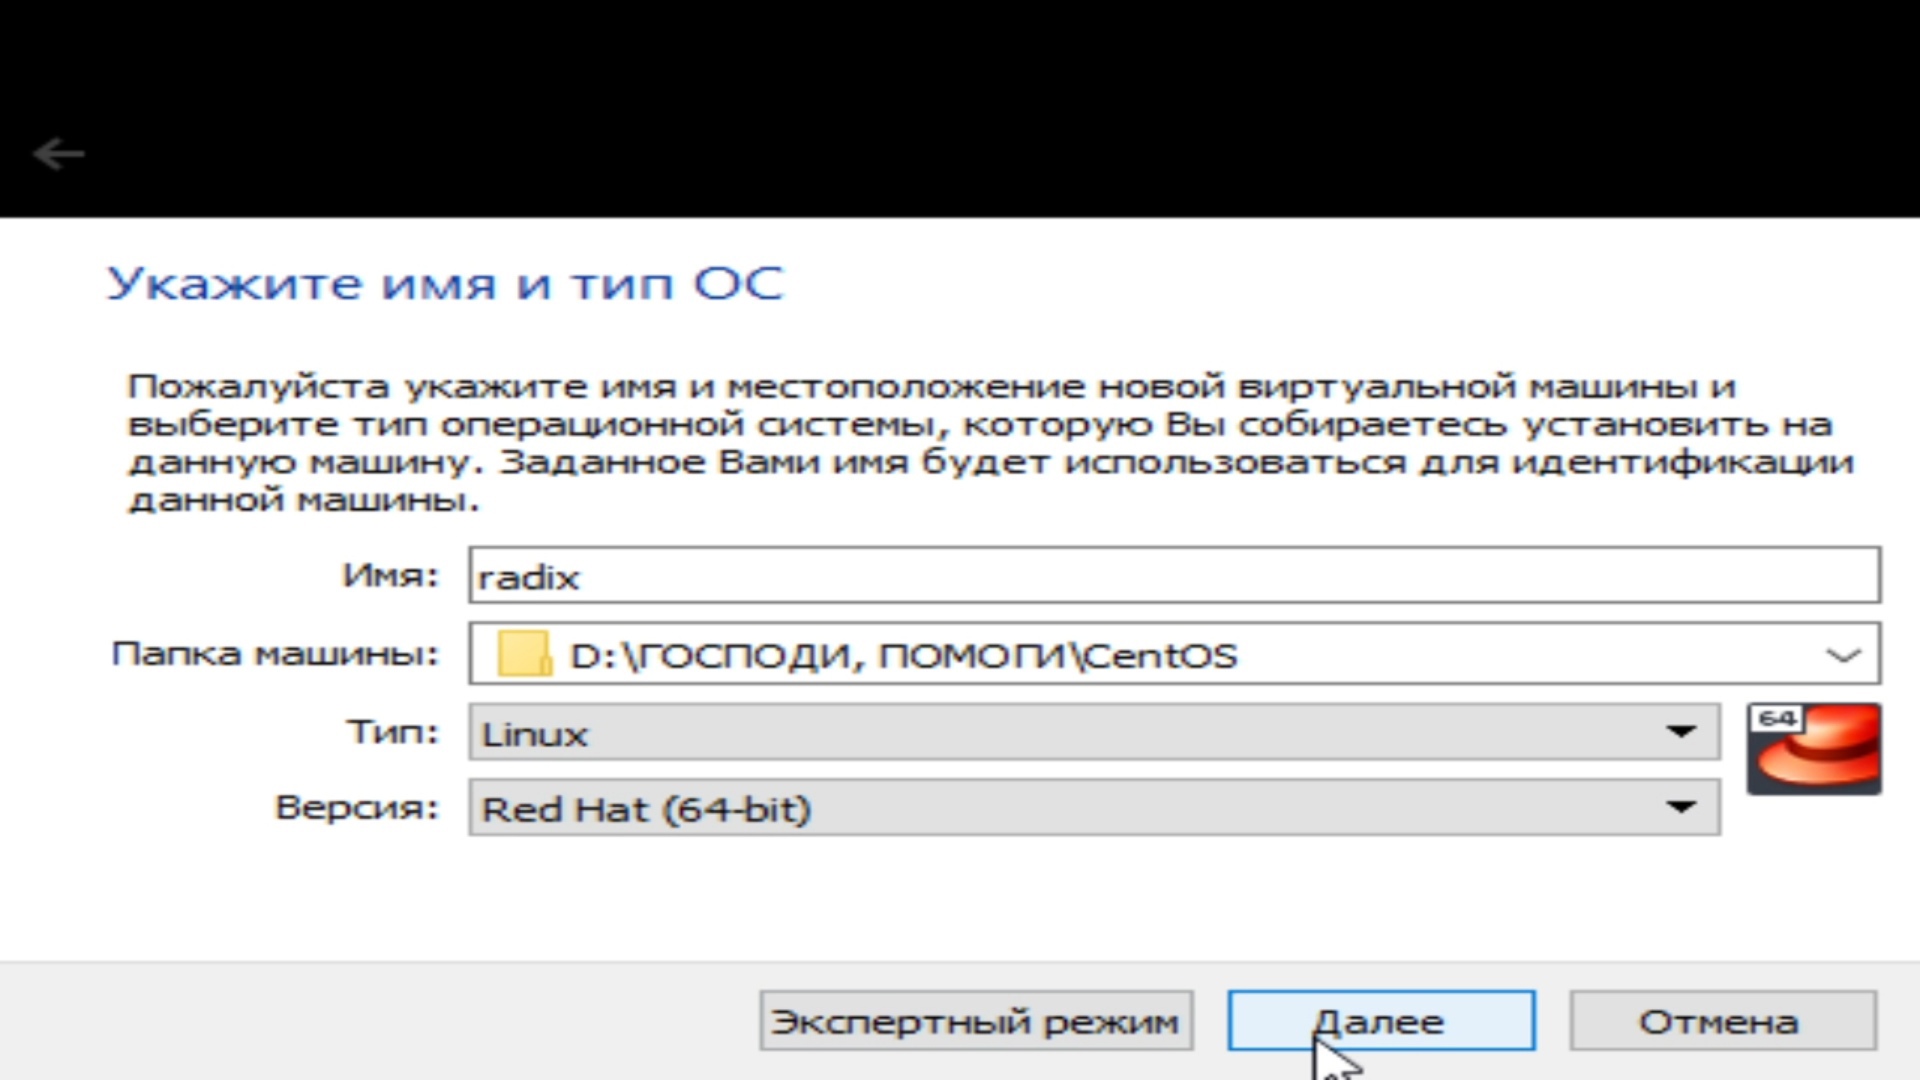 Укажите имя и тип ОС
Пожалуйста укажите имя и местоположение новой виртуальной машины и
выберите тип операционной системы, которую Вы собираетесь установить на
данную машину. Заданное Вами имя будет использоваться для идентификации
данной машины.
Имя: radix
Папка машины: D:\ГОСПОДИ, ПОМОГИ\CentOS
Тип: Linux
64
Версия: Red Hat (64-bit)
Экспертный режим Далее Отмена